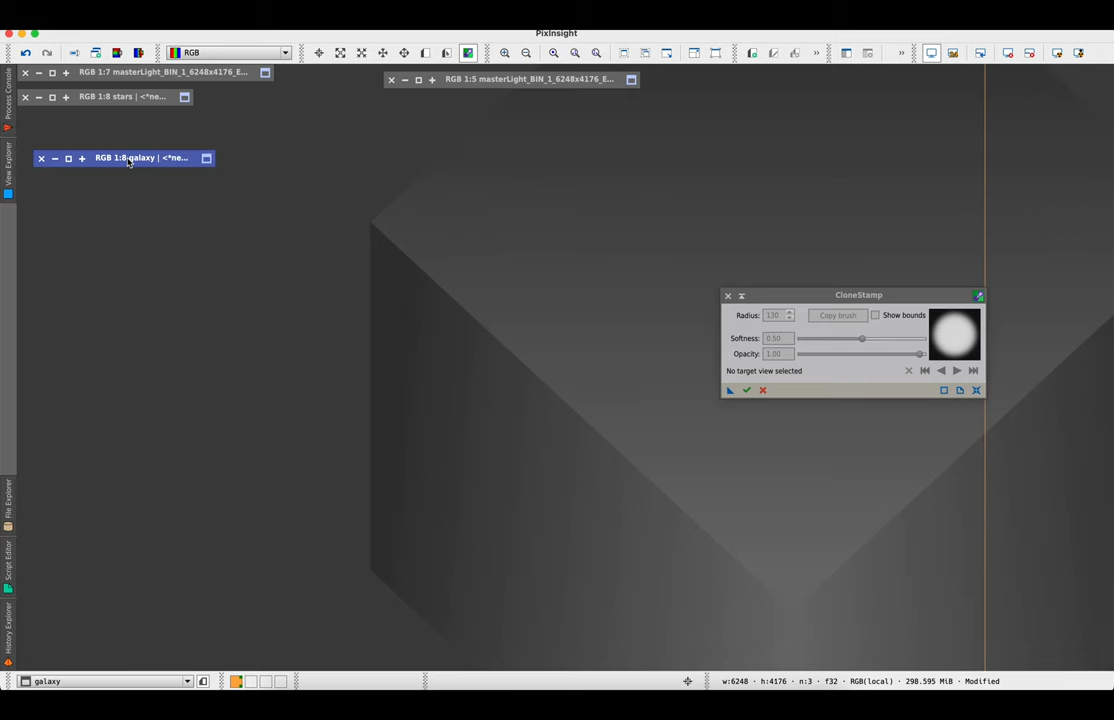 PixInsight
RGB
RGB 1:7 masterLight_BIN_1_6248x4176_E...
RGB 1:5 masterLight_BIN_1_6248x4176_E...
RGB 1:8 stars | <*ne...
RGB 1:8 galaxy | <*ne...
Process Console
View Explorer
File Explorer
Script Editor
History Explorer
CloneStamp
Radius: 130
Copy brush
Show bounds
Softness: 0.50
Opacity: 1.00
No target view selected
galaxy
w:6248 · h:4176 · n:3 · f32 · RGB(local) · 298.595 MiB · Modified